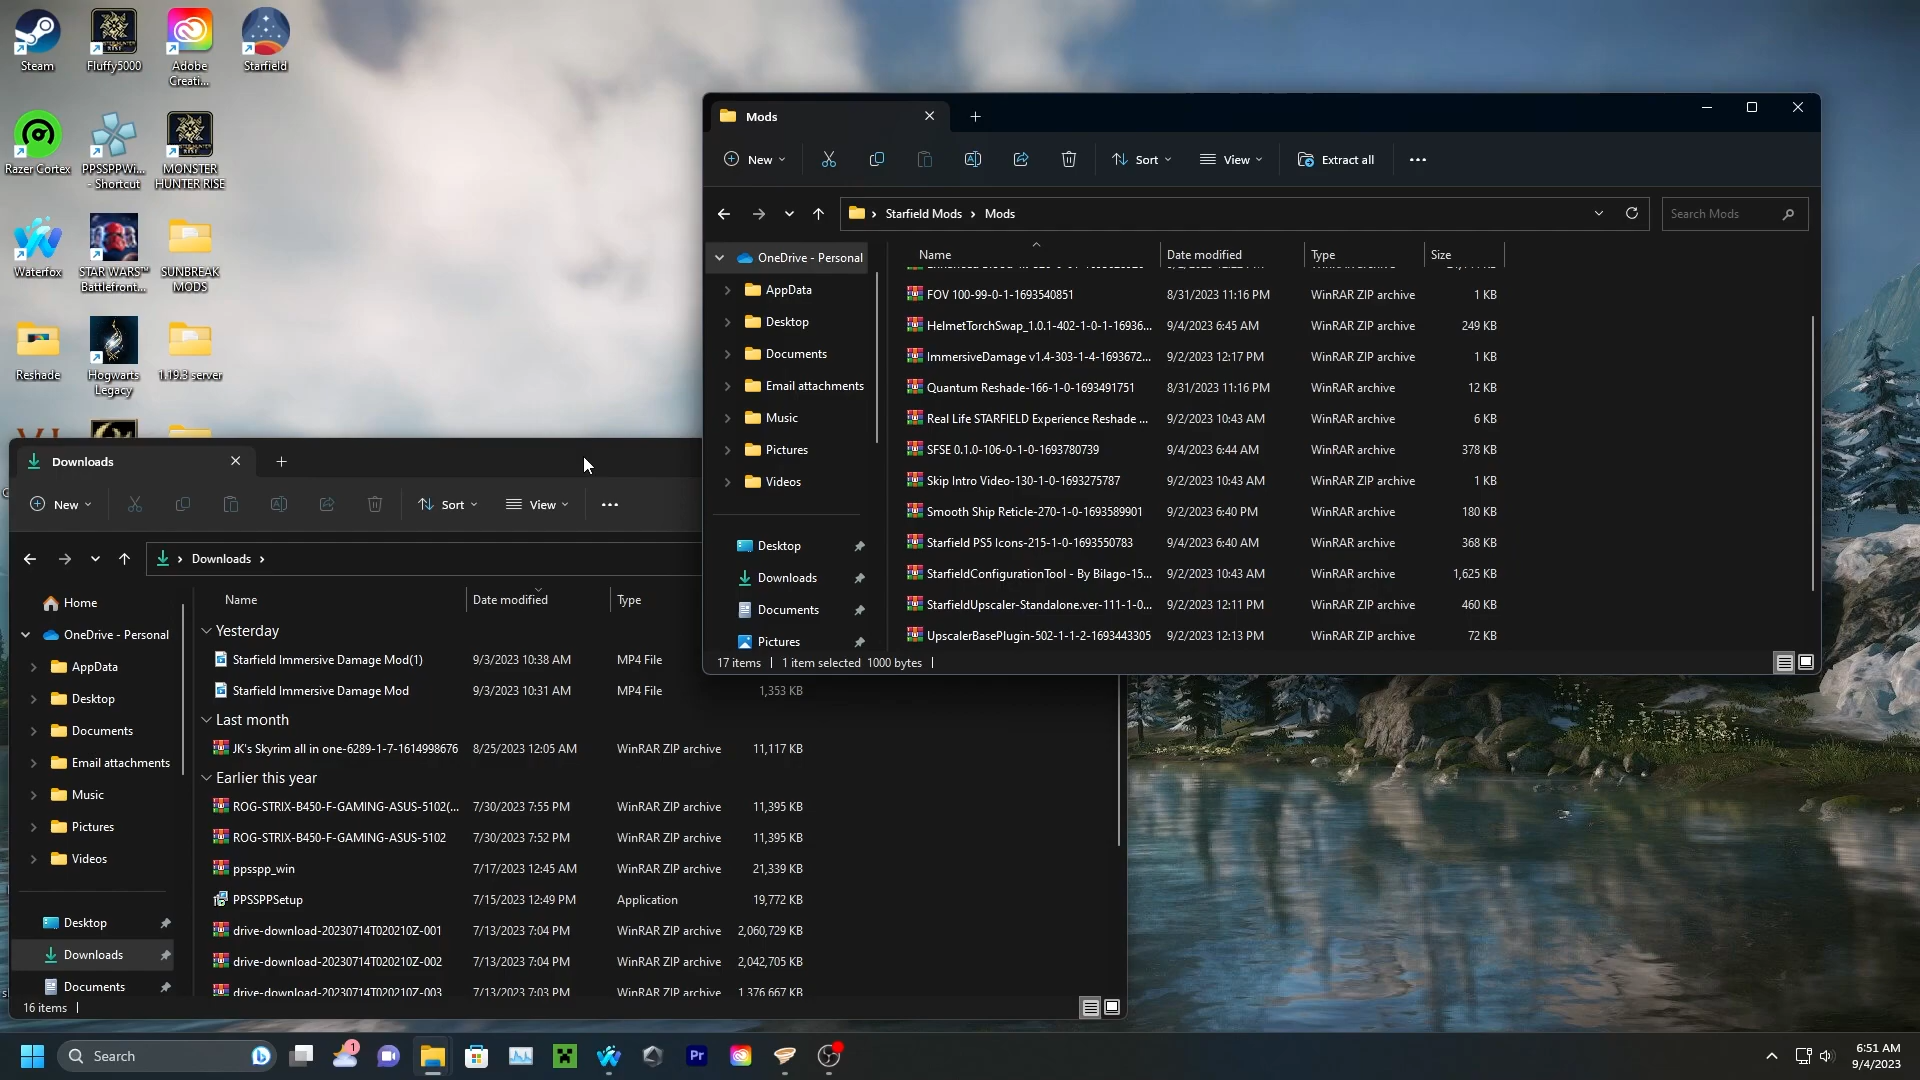 Steam
Fluffy5000
Adobe
Creati...
Starfield
Razer Cortex
PPSSPPWi...
- Shortcut
MONSTER
HUNTER RISE
Waterfox
STAR WARS™
Battlefront...
SUNBREAK
MODS
Reshade
Hogwarts
Legacy
1.19.3 server
Mods
New
Sort
View
Extract all
Starfield Mods
Mods
Search Mods
OneDrive - Personal
AppData
Desktop
Documents
Email attachments
Music
Pictures
Videos
Desktop
Downloads
Documents
Pictures
Name Date modified Type Size
FOV 100-99-0-1-1693540851 8/31/2023 11:16 PM WinRAR ZIP archive 1 KB
HelmetTorchSwap_1.0.1-402-1-0-1-16936... 9/4/2023 6:45 AM WinRAR ZIP archive 249 KB
ImmersiveDamage v1.4-303-1-4-1693672... 9/2/2023 12:17 PM WinRAR ZIP archive 1 KB
Quantum Reshade-166-1-0-1693491751 8/31/2023 11:16 PM WinRAR archive 12 KB
Real Life STARFIELD Experience Reshade ... 9/2/2023 10:43 AM WinRAR archive 6 KB
SFSE 0.1.0-106-0-1-0-1693780739 9/4/2023 6:44 AM WinRAR archive 378 KB
Skip Intro Video-130-1-0-1693275787 9/2/2023 10:43 AM WinRAR archive 1 KB
Smooth Ship Reticle-270-1-0-1693589901 9/2/2023 6:40 PM WinRAR archive 180 KB
Starfield PS5 Icons-215-1-0-1693550783 9/4/2023 6:40 AM WinRAR archive 368 KB
StarfieldConfigurationTool - By Bilago-15... 9/2/2023 10:43 AM WinRAR archive 1,625 KB
StarfieldUpscaler-Standalone.ver-111-1-0... 9/2/2023 12:11 PM WinRAR ZIP archive 460 KB
UpscalerBasePlugin-502-1-1-2-1693443305 9/2/2023 12:13 PM WinRAR ZIP archive 72 KB
17 items 1 item selected 1000 bytes
Downloads
New
Sort
View
Downloads
Home
OneDrive - Personal
AppData
Desktop
Documents
Email attachments
Music
Pictures
Videos
Desktop
Downloads
Documents
Name Date modified Type
Yesterday
Starfield Immersive Damage Mod(1) 9/3/2023 10:38 AM MP4 File
Starfield Immersive Damage Mod 9/3/2023 10:31 AM MP4 File 1,353 KB
Last month
JK's Skyrim all in one-6289-1-7-1614998676 8/25/2023 12:05 AM WinRAR ZIP archive 11,117 KB
Earlier this year
ROG-STRIX-B450-F-GAMING-ASUS-5102(... 7/30/2023 7:55 PM WinRAR ZIP archive 11,395 KB
ROG-STRIX-B450-F-GAMING-ASUS-5102 7/30/2023 7:52 PM WinRAR ZIP archive 11,395 KB
ppsspp_win 7/17/2023 12:45 AM WinRAR ZIP archive 21,339 KB
PPSSPPSetup 7/15/2023 12:49 PM Application 19,772 KB
drive-download-20230714T020210Z-001 7/13/2023 7:04 PM WinRAR ZIP archive 2,060,729 KB
drive-download-20230714T020210Z-002 7/13/2023 7:04 PM WinRAR ZIP archive 2,042,705 KB
drive-download-20230714T020210Z-003 7/13/2023 7:03 PM WinRAR ZIP archive 1,376,667 KB
16 items
Search
1
Pr
6:51 AM
9/4/2023